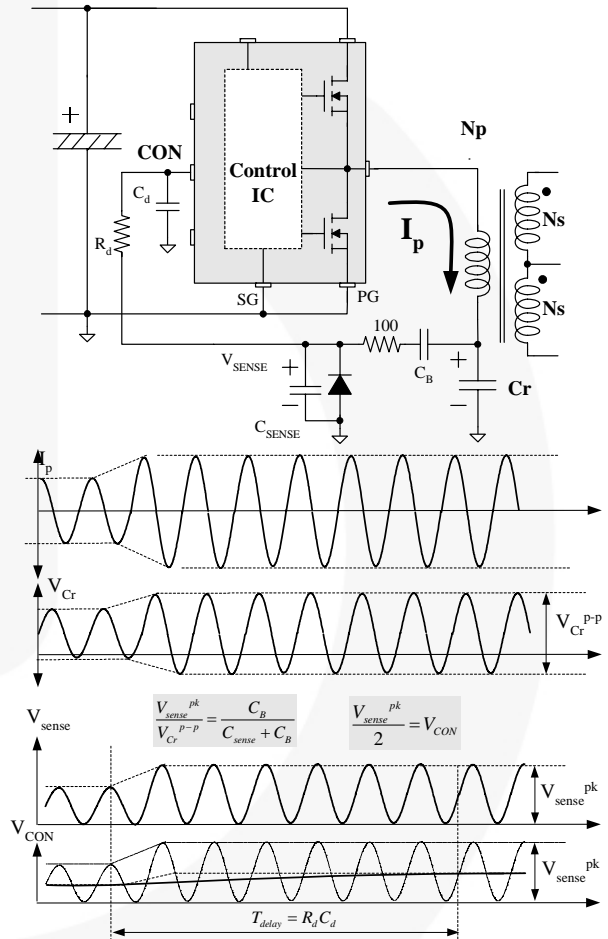 Np
CON
Control
IC
C_d
R_d
I_p
Ns
Ns
SG
PG
100
V_SENSE
C_B
Cr
C_SENSE
+
−
+
−
+
I_p
V_Cr
V_Cr^p-p
V_sense
V_sense^pk / V_Cr^p−p = C_B / (C_sense + C_B)
V_sense^pk / 2 = V_CON
V_sense^pk
V_CON
V_sense^pk
T_delay = R_d C_d